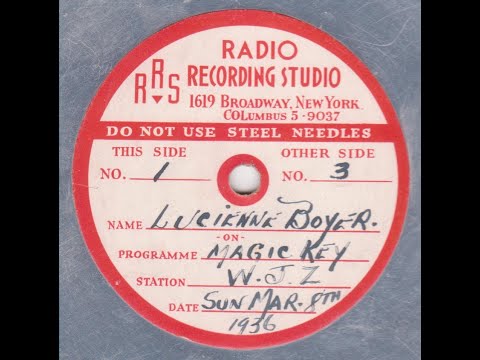 RRS
RADIO
RECORDING STUDIO
1619 BROADWAY, NEW YORK
COLUMBUS 5-9037
DO NOT USE STEEL NEEDLES
THIS SIDE OTHER SIDE
NO. 1 NO. 3
NAME LUCIENNE BOYER.
-ON-
PROGRAMME MAGIC KEY
STATION W.J.Z
DATE SUN MAR. 8TH
1936